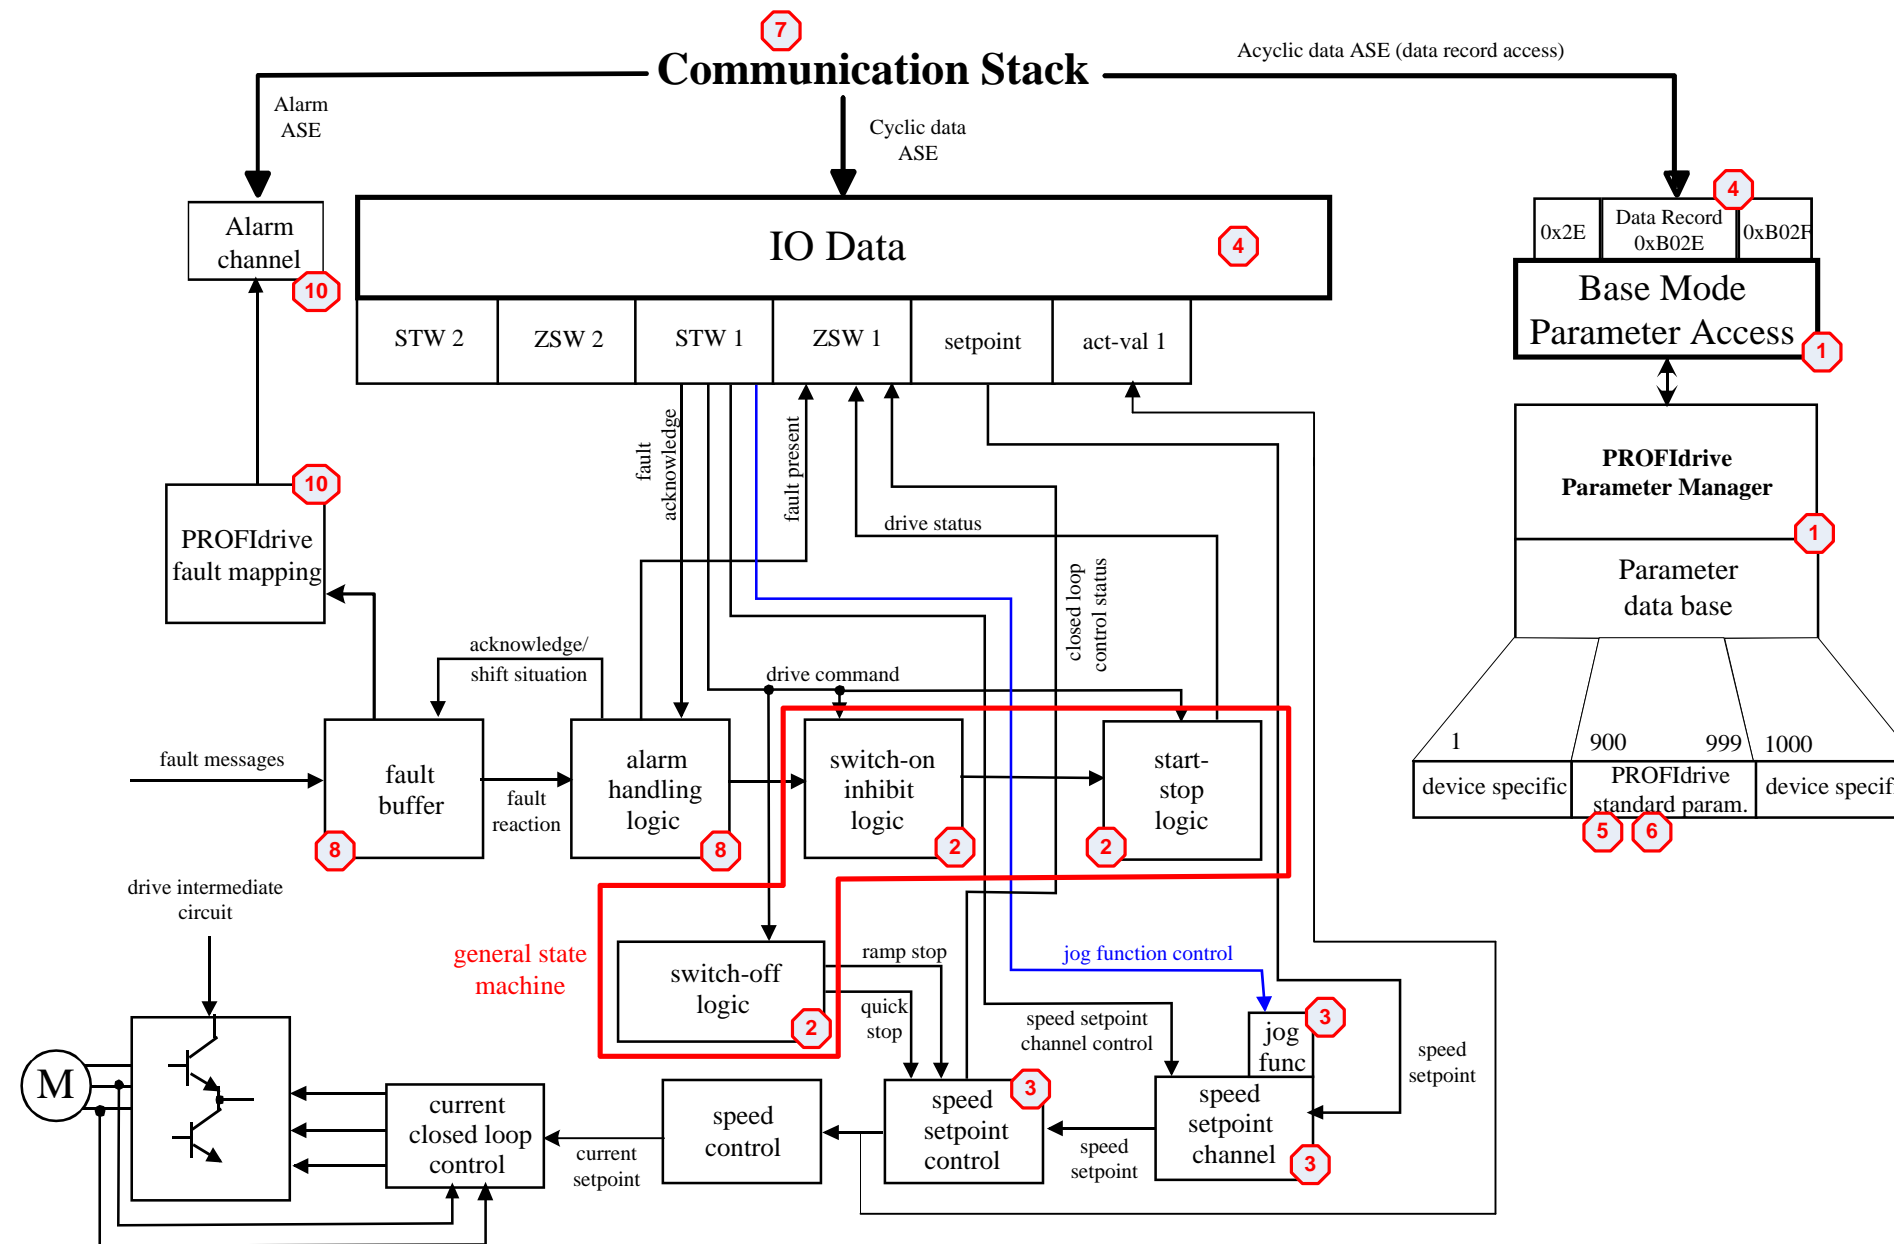 7
Communication Stack
Acyclic data ASE (data record access)
Alarm
ASE
Cyclic data
ASE
Alarm
channel
10
IO Data
4
STW 2
ZSW 2
STW 1
ZSW 1
setpoint
act-val 1
4
0x2E
Data Record
0xB02E
0xB02F
Base Mode
Parameter Access
1
PROFIdrive
Parameter Manager
1
Parameter
data base
1
900
999
1000
device specific
PROFIdrive
standard param.
device specifi
5
6
fault
acknowledge
fault present
drive status
closed loop
control status
10
PROFIdrive
fault mapping
acknowledge/
shift situation
drive command
fault messages
fault
buffer
8
fault
reaction
alarm
handling
logic
8
switch-on
inhibit
logic
2
start-
stop
logic
2
drive intermediate
circuit
general state
machine
switch-off
logic
2
ramp stop
quick
stop
jog function control
speed setpoint
channel control
jog
func
3
speed
setpoint
M
current
closed loop
control
current
setpoint
speed
control
speed
setpoint
control
3
speed
setpoint
speed
setpoint
channel
3